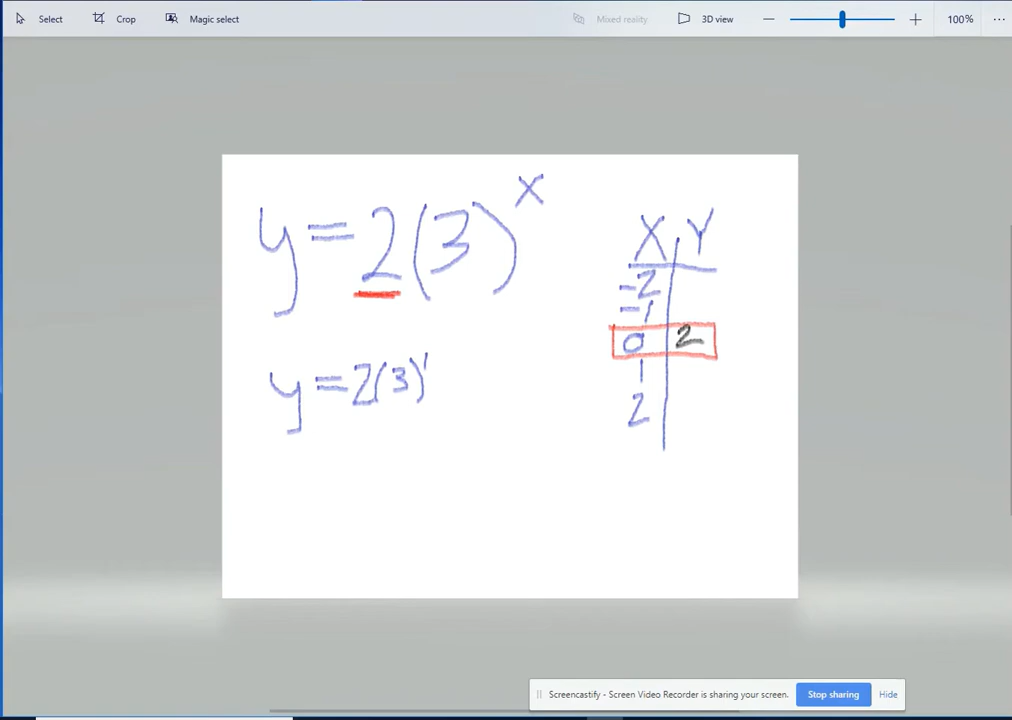 Select Crop Magic select Mixed reality 3D view 100% ...
y=2(3)^x
X Y
-2
-1
0 2
y=2(3)^1
1
2
Screencastify - Screen Video Recorder is sharing your screen. Stop sharing Hide